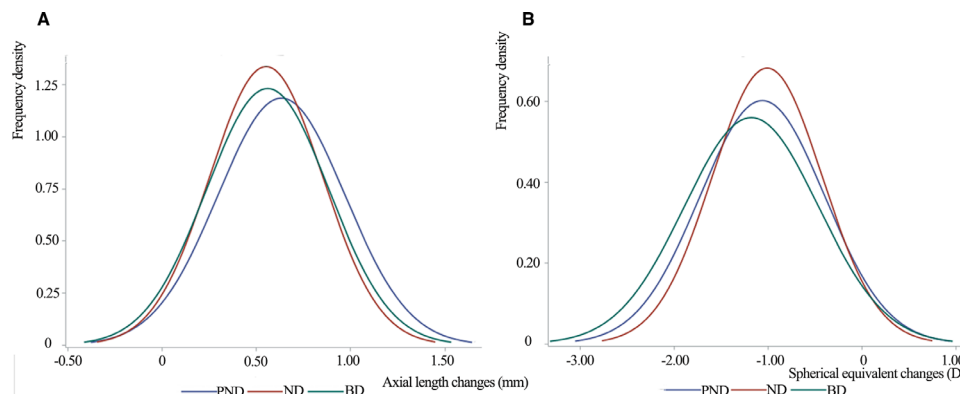 A
Frequency density
1.25
1.00
0.75
0.50
0.25
0
-0.50 0 0.50 1.00 1.50
Axial length changes (mm)
PND ND BD
B
Frequency density
0.60
0.40
0.20
0
-3.00 -2.00 -1.00 0 1.00
Spherical equivalent changes (D
PND ND BD